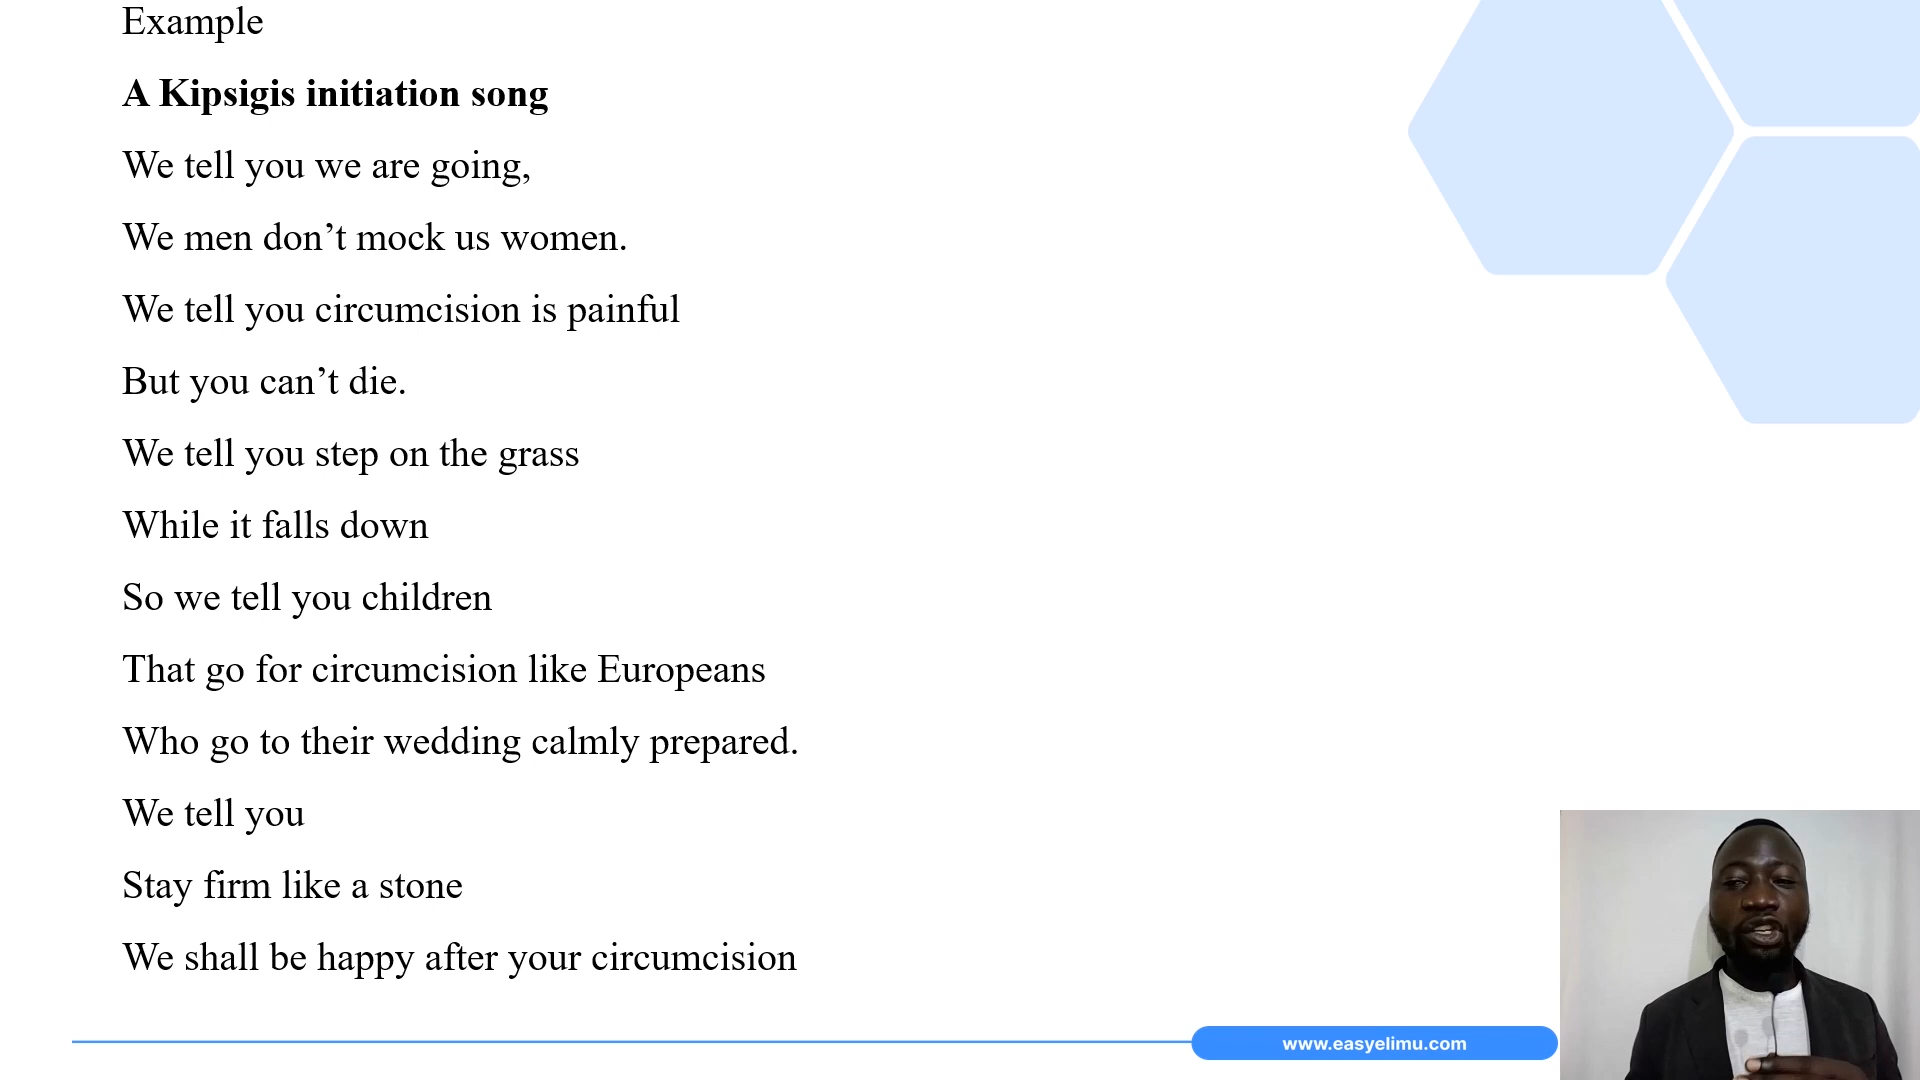 Example
A Kipsigis initiation song
We tell you we are going,
We men don’t mock us women.
We tell you circumcision is painful
But you can’t die.
We tell you step on the grass
While it falls down
So we tell you children
That go for circumcision like Europeans
Who go to their wedding calmly prepared.
We tell you
Stay firm like a stone
We shall be happy after your circumcision
www.easyelimu.com